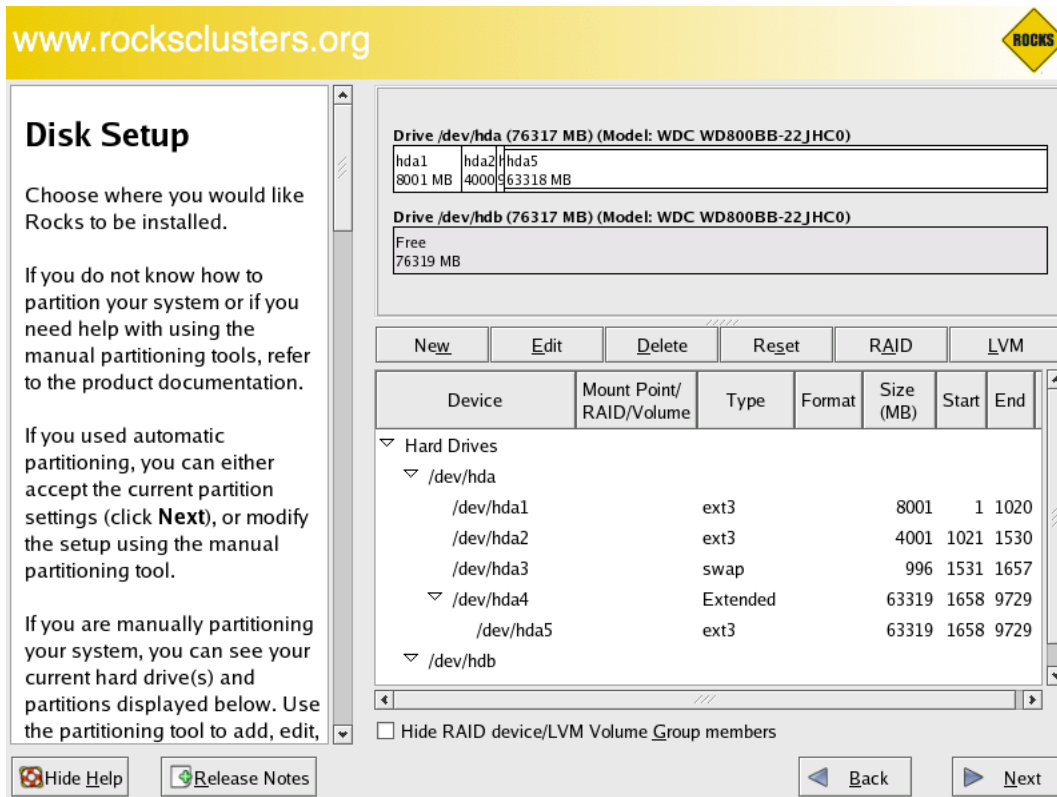 www.rocksclusters.org
ROCKS
Disk Setup
Choose where you would like
Rocks to be installed.
If you do not know how to
partition your system or if you
need help with using the
manual partitioning tools, refer
to the product documentation.
If you used automatic
partitioning, you can either
accept the current partition
settings (click Next), or modify
the setup using the manual
partitioning tool.
If you are manually partitioning
your system, you can see your
current hard drive(s) and
partitions displayed below. Use
the partitioning tool to add, edit,
Drive /dev/hda (76317 MB) (Model: WDC WD800BB-22JHC0)
hda1 hda2 h hda5
8001 MB 4000 9 63318 MB
Drive /dev/hdb (76317 MB) (Model: WDC WD800BB-22JHC0)
Free
76319 MB
New Edit Delete Reset RAID LVM
Device Mount Point/ RAID/Volume Type Format Size (MB) Start End
Hard Drives
/dev/hda
/dev/hda1 ext3 8001 1 1020
/dev/hda2 ext3 4001 1021 1530
/dev/hda3 swap 996 1531 1657
/dev/hda4 Extended 63319 1658 9729
/dev/hda5 ext3 63319 1658 9729
/dev/hdb
Hide RAID device/LVM Volume Group members
Hide Help Release Notes Back Next